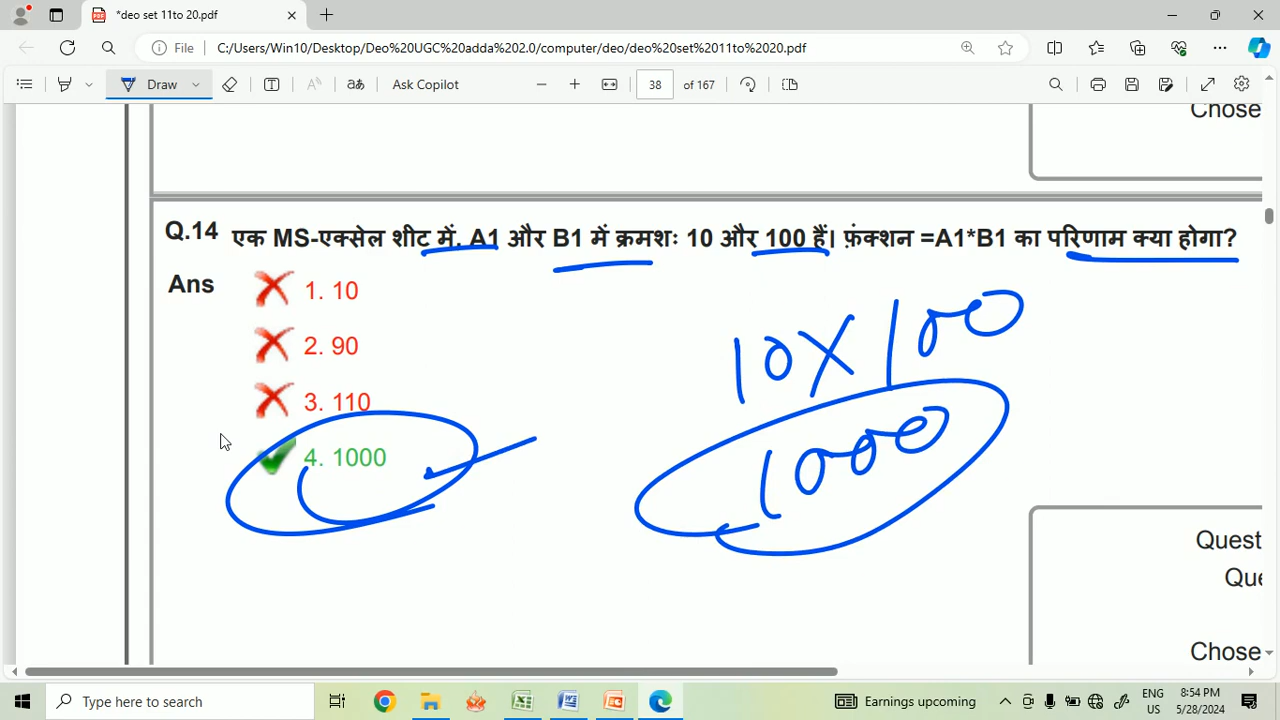 *deo set 11to 20.pdf
File C:/Users/Win10/Desktop/Deo%20UGC%20adda%202.0/computer/deo/deo%20set%2011to%2020.pdf
Draw aあ Ask Copilot 38 of 167
Chose
Q.14 एक MS-एक्सेल शीट में. A1 और B1 में क्रमशः 10 और 100 हैं। फ़ंक्शन =A1*B1 का परिणाम क्या होगा?
Ans
1. 10
2. 90
3. 110
4. 1000
10X100
1000
Quest
Que
Chose
Type here to search
Earnings upcoming
ENG
US
8:54 PM
5/28/2024